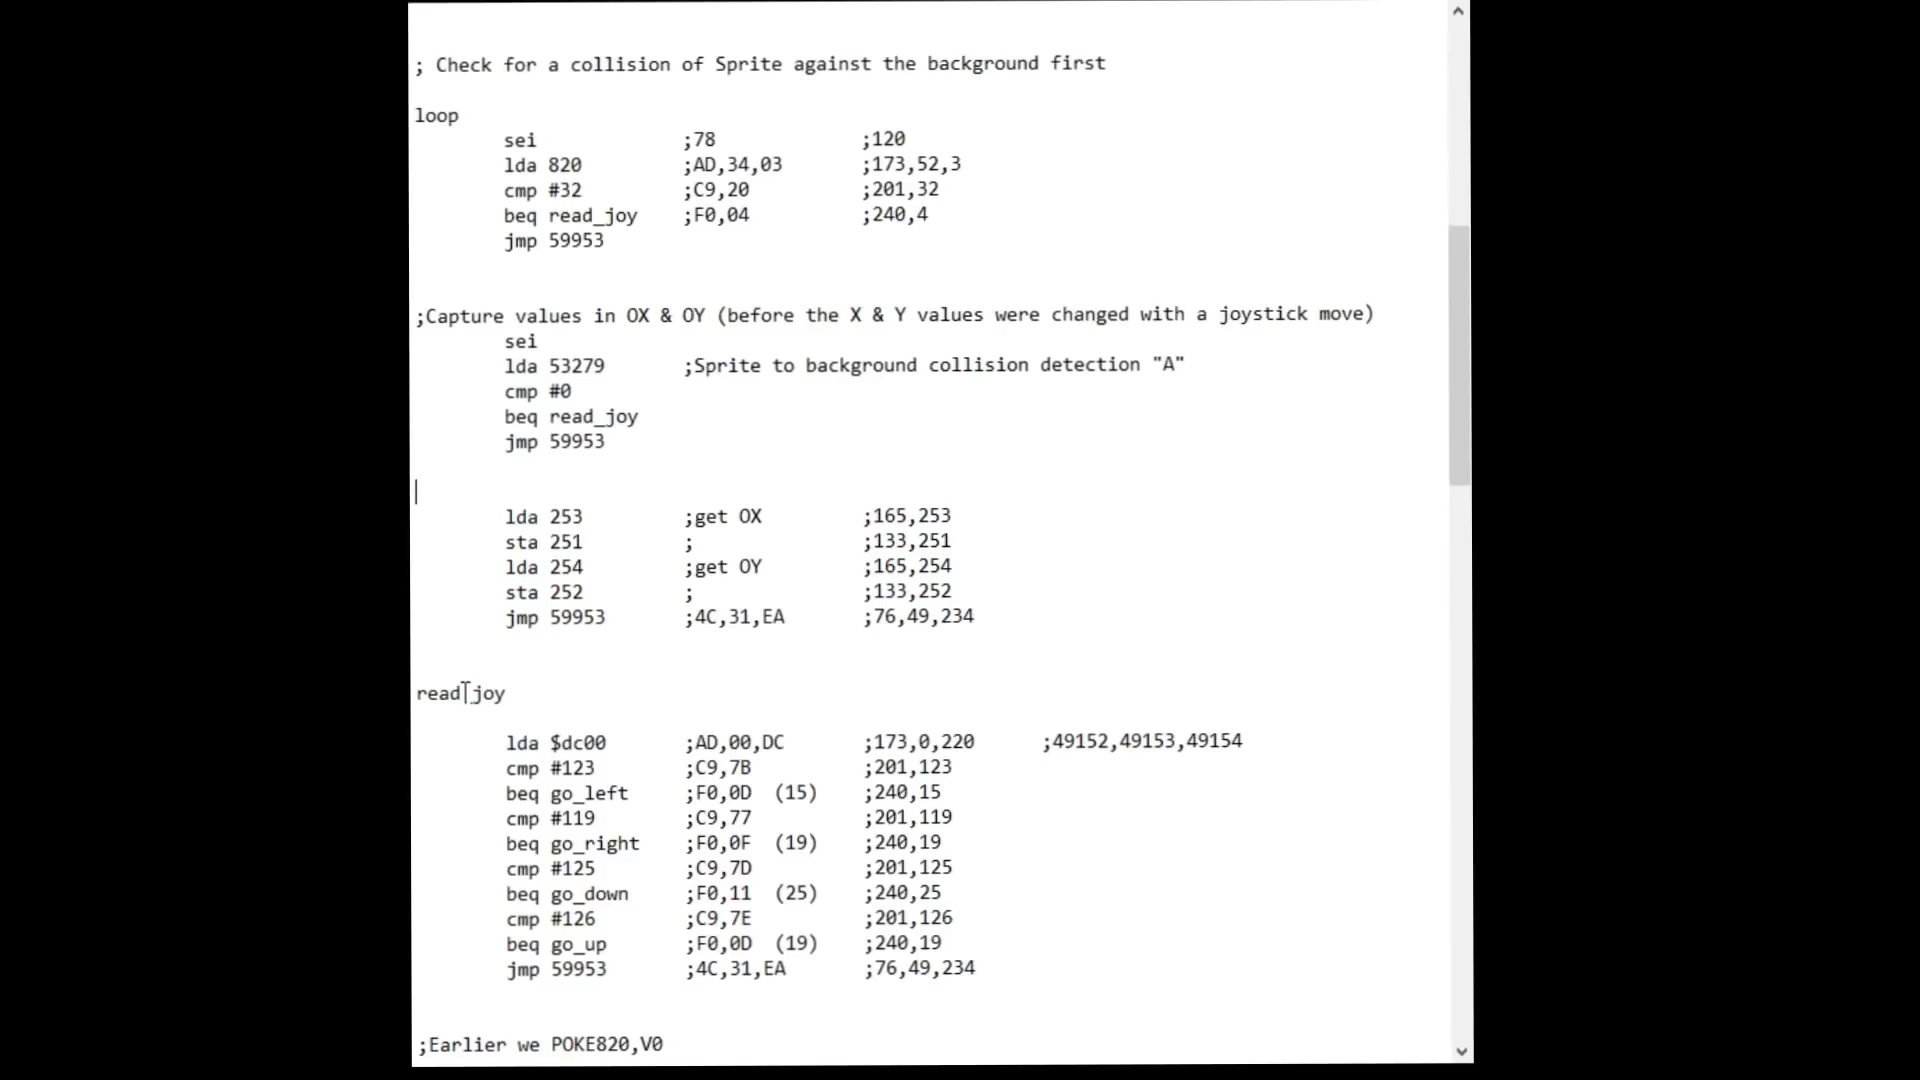 ; Check for a collision of Sprite against the background first
loop
sei ;78 ;120
lda 820 ;AD,34,03 ;173,52,3
cmp #32 ;C9,20 ;201,32
beq read_joy ;F0,04 ;240,4
jmp 59953
;Capture values in OX & OY (before the X & Y values were changed with a joystick move)
sei
lda 53279 ;Sprite to background collision detection "A"
cmp #0
beq read_joy
jmp 59953
lda 253 ;get OX ;165,253
sta 251 ; ;133,251
lda 254 ;get OY ;165,254
sta 252 ; ;133,252
jmp 59953 ;4C,31,EA ;76,49,234
read_joy
lda $dc00 ;AD,00,DC ;173,0,220 ;49152,49153,49154
cmp #123 ;C9,7B ;201,123
beq go_left ;F0,0D (15) ;240,15
cmp #119 ;C9,77 ;201,119
beq go_right ;F0,0F (19) ;240,19
cmp #125 ;C9,7D ;201,125
beq go_down ;F0,11 (25) ;240,25
cmp #126 ;C9,7E ;201,126
beq go_up ;F0,0D (19) ;240,19
jmp 59953 ;4C,31,EA ;76,49,234
;Earlier we POKE820,V0